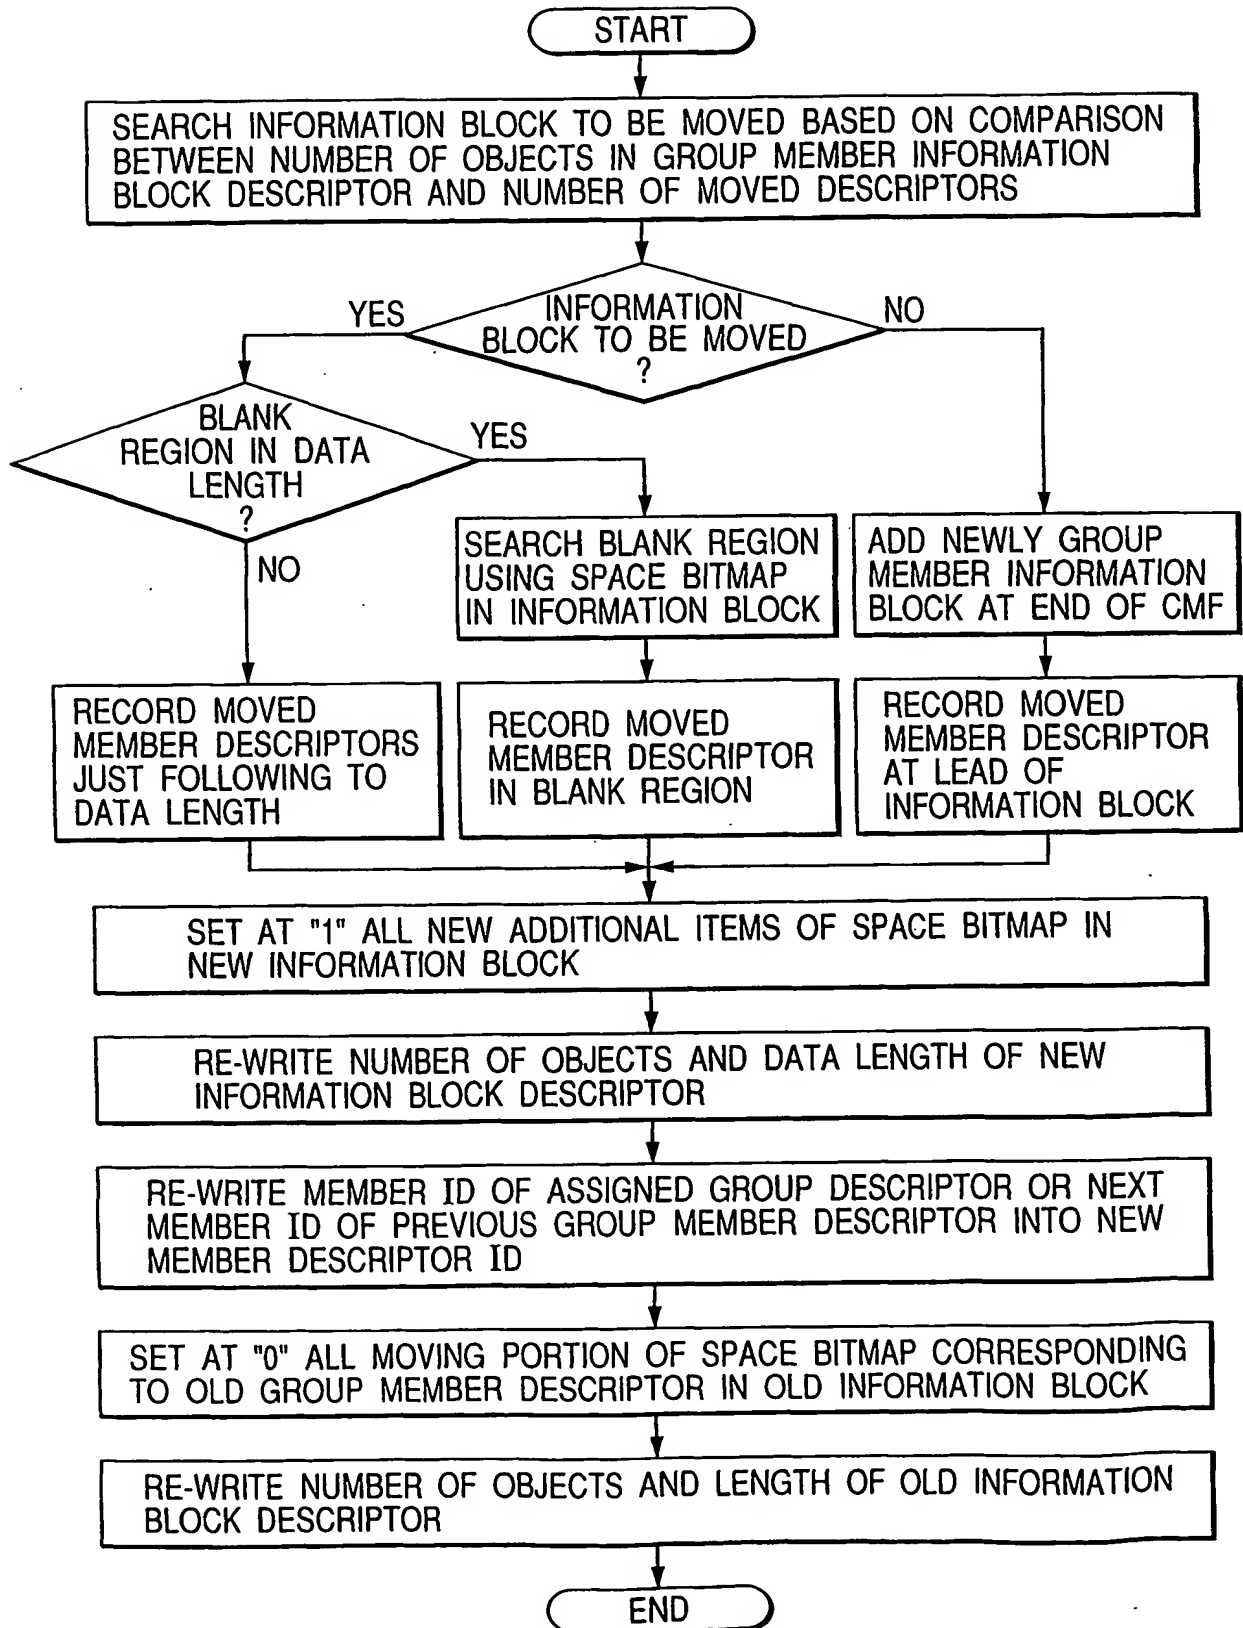 START
SEARCH INFORMATION BLOCK TO BE MOVED BASED ON COMPARISON
BETWEEN NUMBER OF OBJECTS IN GROUP MEMBER INFORMATION
BLOCK DESCRIPTOR AND NUMBER OF MOVED DESCRIPTORS
INFORMATION
BLOCK TO BE MOVED
?
YES
NO
BLANK
REGION IN DATA
LENGTH
?
YES
NO
SEARCH BLANK REGION
USING SPACE BITMAP
IN INFORMATION BLOCK
ADD NEWLY GROUP
MEMBER INFORMATION
BLOCK AT END OF CMF
RECORD MOVED
MEMBER DESCRIPTORS
JUST FOLLOWING TO
DATA LENGTH
RECORD MOVED
MEMBER DESCRIPTOR
IN BLANK REGION
RECORD MOVED
MEMBER DESCRIPTOR
AT LEAD OF
INFORMATION BLOCK
SET AT "1" ALL NEW ADDITIONAL ITEMS OF SPACE BITMAP IN
NEW INFORMATION BLOCK
RE-WRITE NUMBER OF OBJECTS AND DATA LENGTH OF NEW
INFORMATION BLOCK DESCRIPTOR
RE-WRITE MEMBER ID OF ASSIGNED GROUP DESCRIPTOR OR NEXT
MEMBER ID OF PREVIOUS GROUP MEMBER DESCRIPTOR INTO NEW
MEMBER DESCRIPTOR ID
SET AT "0" ALL MOVING PORTION OF SPACE BITMAP CORRESPONDING
TO OLD GROUP MEMBER DESCRIPTOR IN OLD INFORMATION BLOCK
RE-WRITE NUMBER OF OBJECTS AND LENGTH OF OLD INFORMATION
BLOCK DESCRIPTOR
END